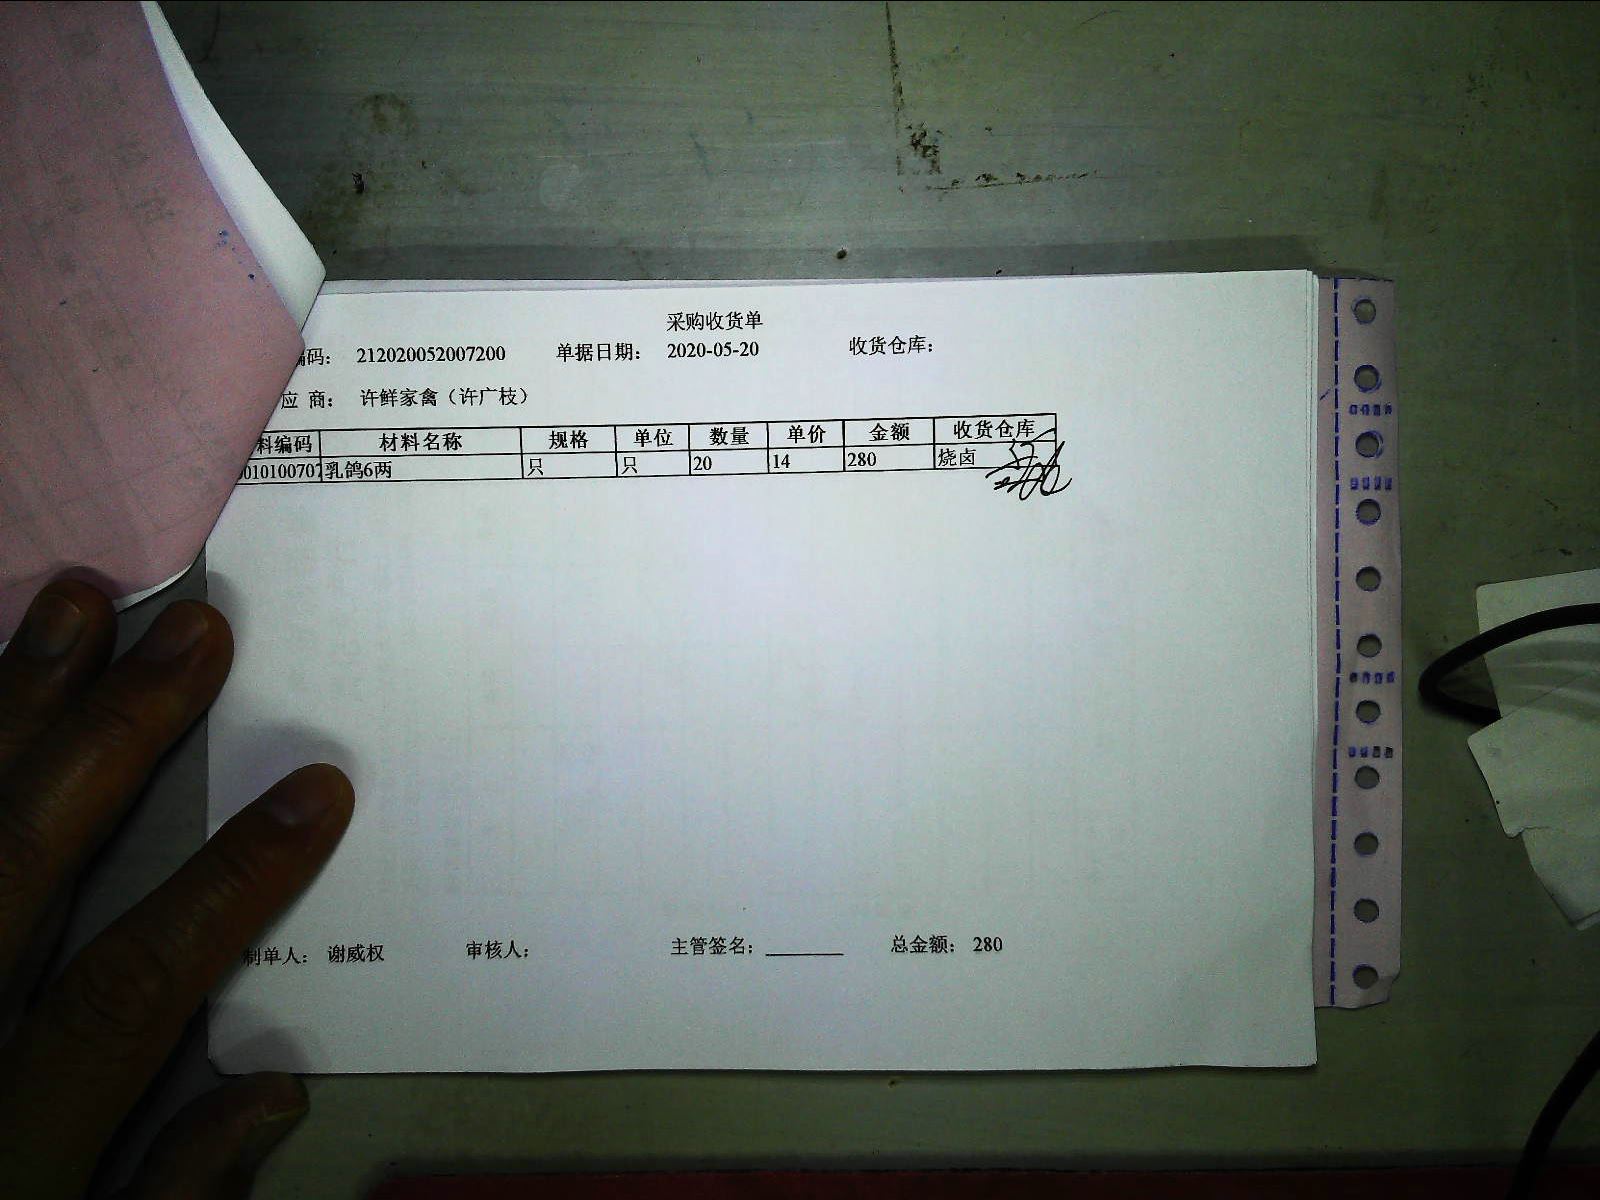 采购收货单
编码： 212020052007200 单据日期： 2020-05-20 收货仓库：
应 商： 许鲜家禽（许广枝）
料编码 材料名称 规格 单位 数量 单价 金额 收货仓库
010100707 乳鸽6两 只 只 20 14 280 烧卤
制单人： 谢威权 审核人： 主管签名： 总金额： 280